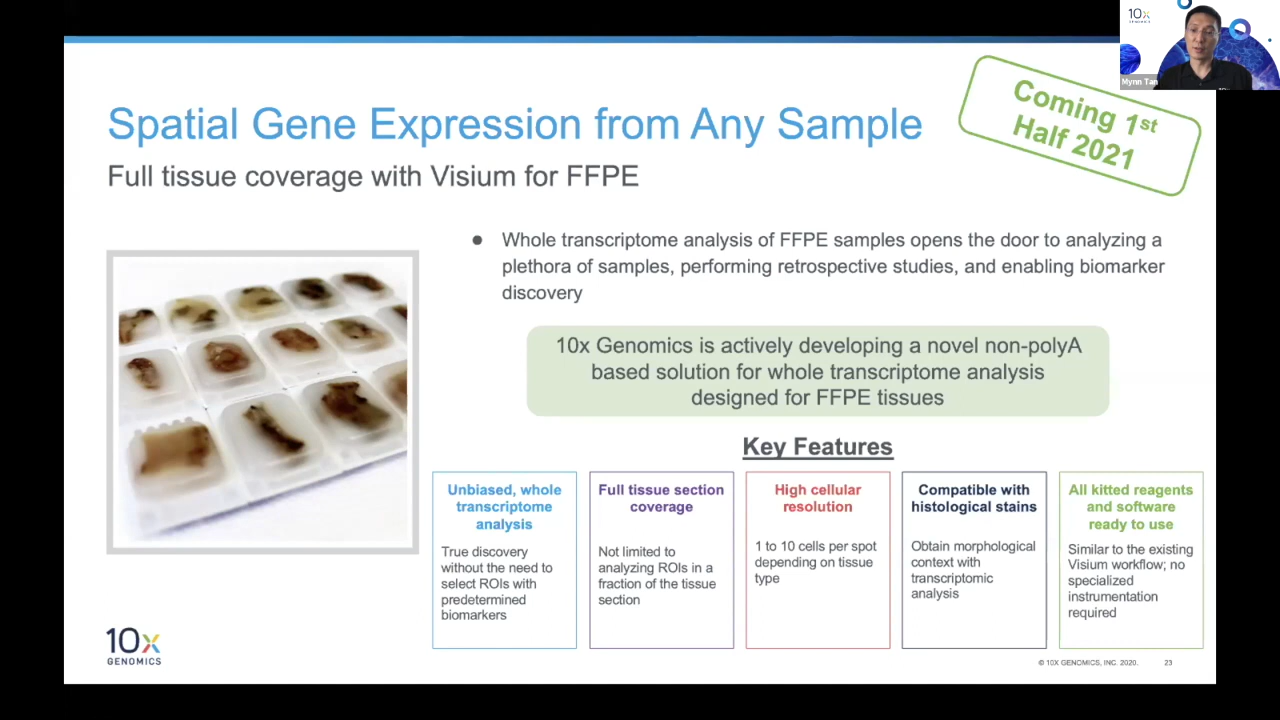 10x
GENOMICS
Mynn Tan
Coming 1st
Half 2021
Spatial Gene Expression from Any Sample
Full tissue coverage with Visium for FFPE
● Whole transcriptome analysis of FFPE samples opens the door to analyzing a
plethora of samples, performing retrospective studies, and enabling biomarker
discovery
10x Genomics is actively developing a novel non-polyA
based solution for whole transcriptome analysis
designed for FFPE tissues
Key Features
Unbiased, whole
transcriptome
analysis
True discovery
without the need to
select ROIs with
predetermined
biomarkers
Full tissue section
coverage
Not limited to
analyzing ROIs in a
fraction of the tissue
section
High cellular
resolution
1 to 10 cells per spot
depending on tissue
type
Compatible with
histological stains
Obtain morphological
context with
transcriptomic
analysis
All kitted reagents
and software
ready to use
Similar to the existing
Visium workflow; no
specialized
instrumentation
required
10x
GENOMICS
© 10X GENOMICS, INC. 2020.
23